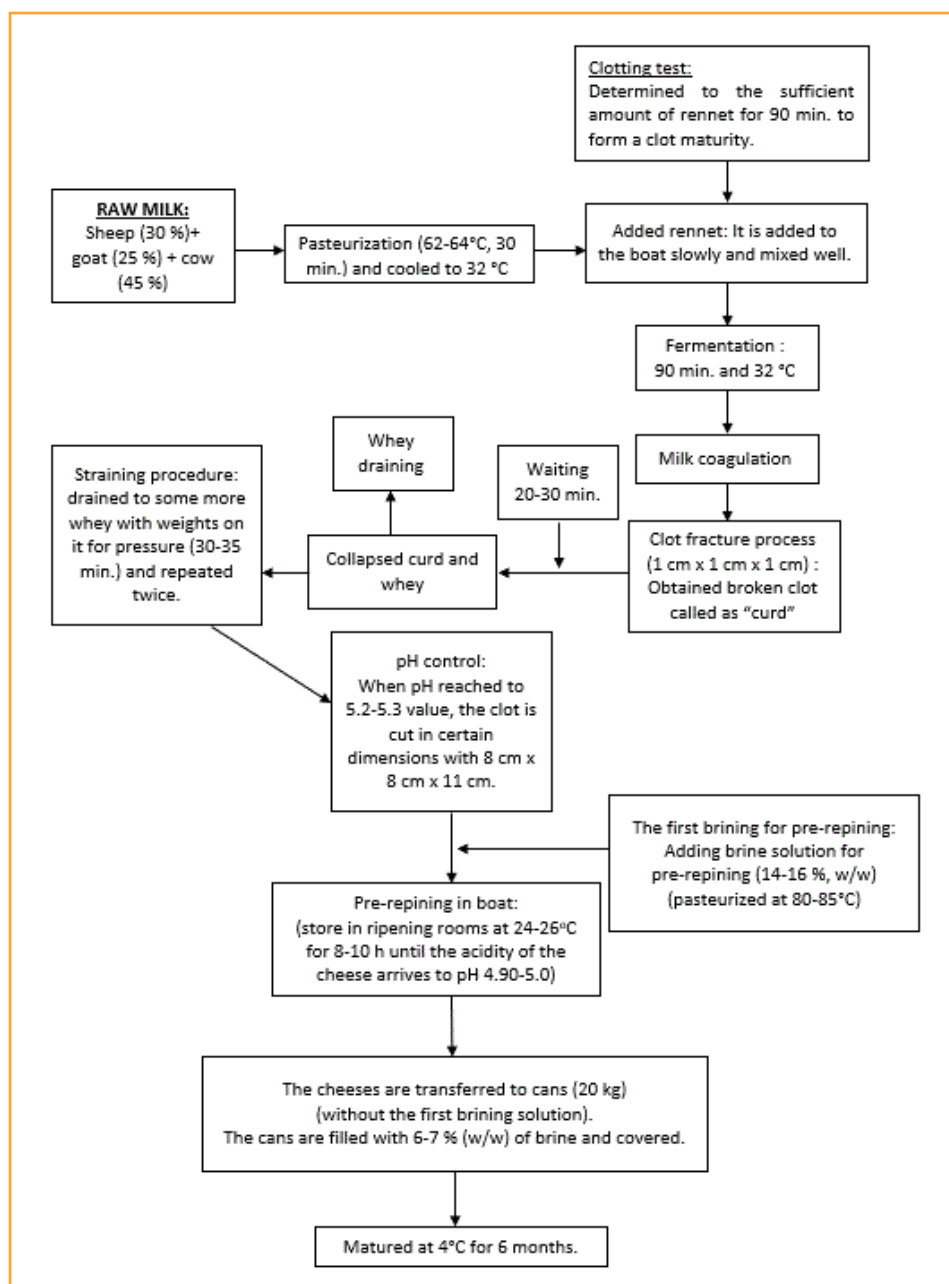 Clotting test:
Determined to the sufficient
amount of rennet for 90 min. to
form a clot maturity.
RAW MILK:
Sheep (30 %)+
goat (25 %) + cow
(45 %)
Pasteurization (62-64°C, 30
min.) and cooled to 32 °C
Added rennet: It is added to
the boat slowly and mixed well.
Fermentation :
90 min. and 32 °C
Milk coagulation
Clot fracture process
(1 cm x 1 cm x 1 cm) :
Obtained broken clot
called as “curd”
Waiting
20-30 min.
Collapsed curd and
whey
Whey
draining
Straining procedure:
drained to some more
whey with weights on
it for pressure (30-35
min.) and repeated
twice.
pH control:
When pH reached to
5.2-5.3 value, the clot is
cut in certain
dimensions with 8 cm x
8 cm x 11 cm.
The first brining for pre-repining:
Adding brine solution for
pre-repining (14-16 %, w/w)
(pasteurized at 80-85°C)
Pre-repining in boat:
(store in ripening rooms at 24-26°C
for 8-10 h until the acidity of the
cheese arrives to pH 4.90-5.0)
The cheeses are transferred to cans (20 kg)
(without the first brining solution).
The cans are filled with 6-7 % (w/w) of brine and covered.
Matured at 4°C for 6 months.